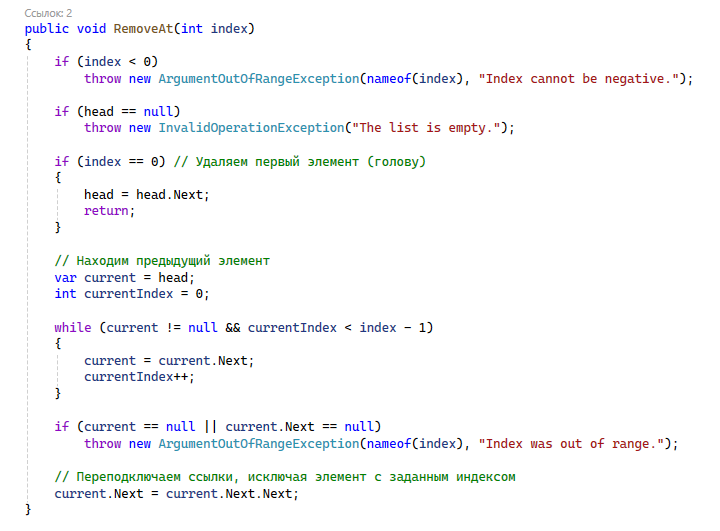 Ссылок: 2
public void RemoveAt(int index)
{
if (index < 0)
throw new ArgumentOutOfRangeException(nameof(index), "Index cannot be negative.");
if (head == null)
throw new InvalidOperationException("The list is empty.");
if (index == 0) // Удаляем первый элемент (голову)
{
head = head.Next;
return;
}
// Находим предыдущий элемент
var current = head;
int currentIndex = 0;
while (current != null && currentIndex < index - 1)
{
current = current.Next;
currentIndex++;
}
if (current == null || current.Next == null)
throw new ArgumentOutOfRangeException(nameof(index), "Index was out of range.");
// Переподключаем ссылки, исключая элемент с заданным индексом
current.Next = current.Next.Next;
}